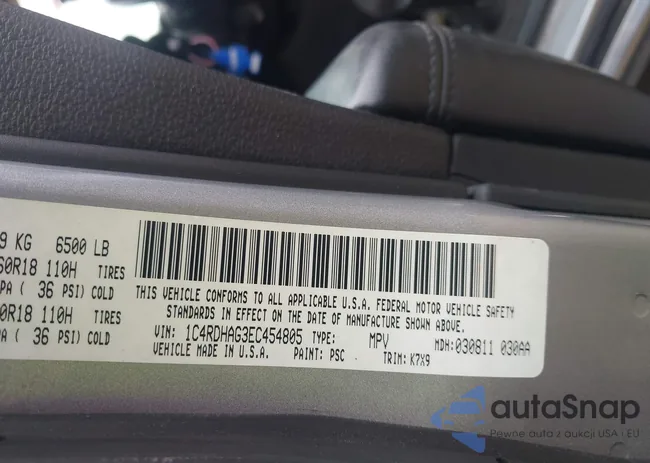 9 KG 6500 LB
60R18 110H TIRES
PA ( 36 PSI) COLD
60R18 110H TIRES
PA ( 36 PSI) COLD
THIS VEHICLE CONFORMS TO ALL APPLICABLE U.S.A. FEDERAL MOTOR VEHICLE SAFETY
STANDARDS IN EFFECT ON THE DATE OF MANUFACTURE SHOWN ABOVE.
VIN: 1C4RDHAG3EC454805 TYPE: MPV MDH: 030811 030AA
VEHICLE MADE IN U.S.A. PAINT: PSC TRIM: K7X9
autaSnap
Pewne auta z aukcji USA i EU